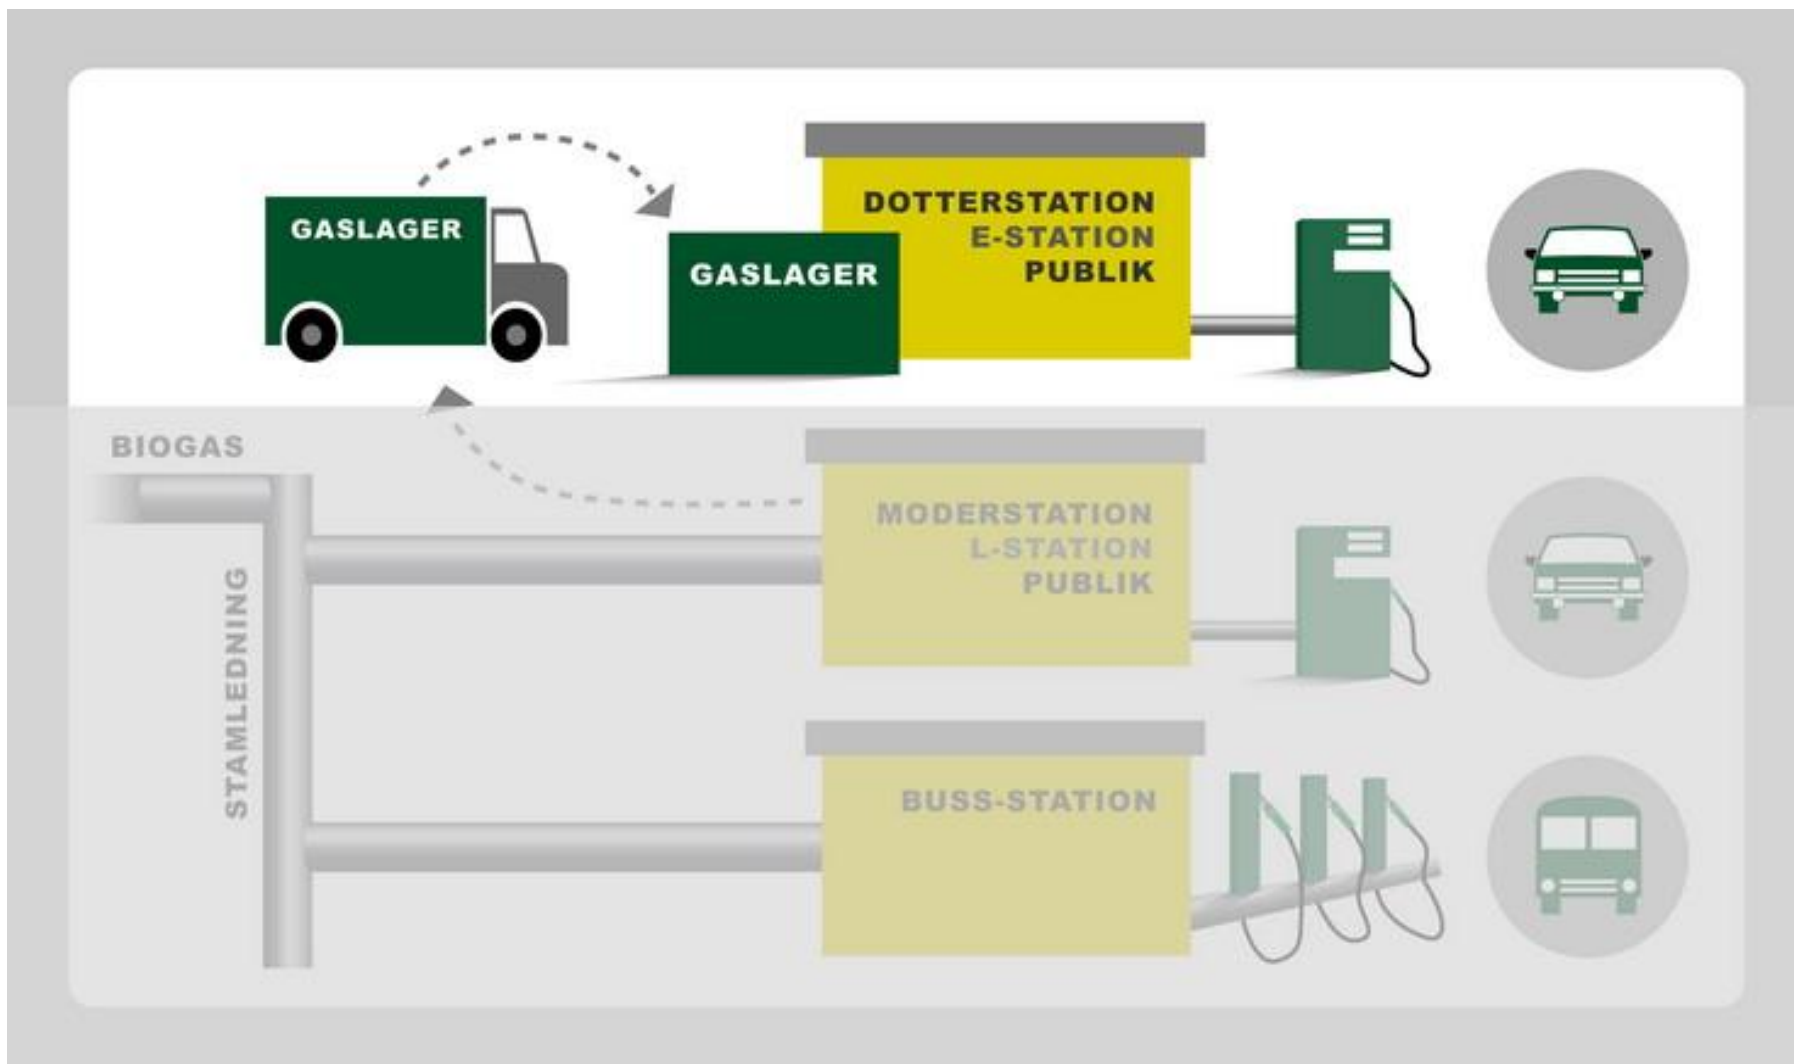 GASLAGER
GASLAGER
DOTTERSTATION
E-STATION
PUBLIK
BIOGAS
STAMLEDNING
MODERSTATION
L-STATION
PUBLIK
BUSS-STATION